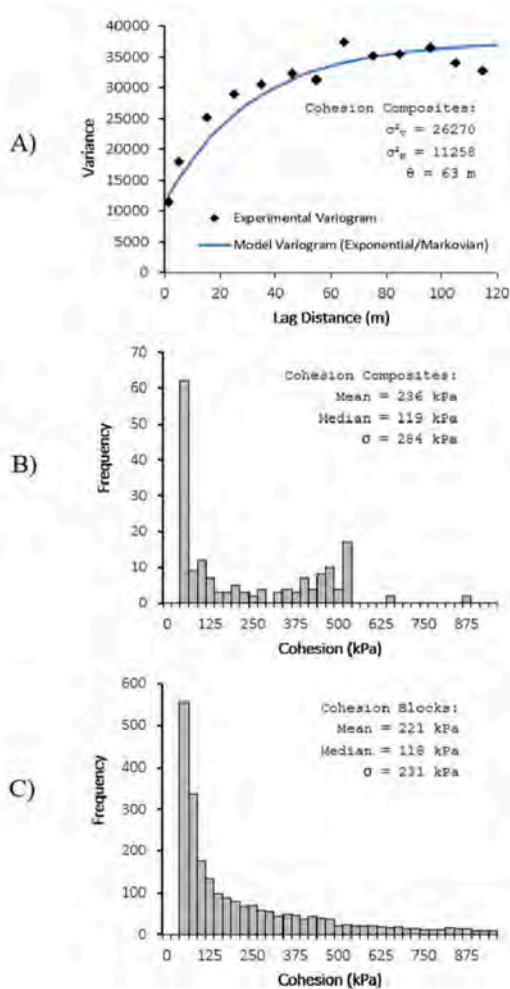 A)
40000
35000
30000
25000
20000
15000
10000
5000
0
Variance
Cohesion Composites:
= 26270
= 11258
θ = 63 m
Experimental Variogram
Model Variogram (Exponential/Markovian)
0 20 40 60 80 100 120
Lag Distance (m)
B)
70
60
50
40
30
20
10
0
Frequency
Cohesion Composites:
Mean = 236 kPa
Median = 119 kPa
σ = 284 kPa
0 125 250 375 500 625 750 875
Cohesion (kPa)
C)
600
500
400
300
200
100
0
Frequency
Cohesion Blocks:
Mean = 221 kPa
Median = 118 kPa
σ = 231 kPa
0 125 250 375 500 625 750 875
Cohesion (kPa)